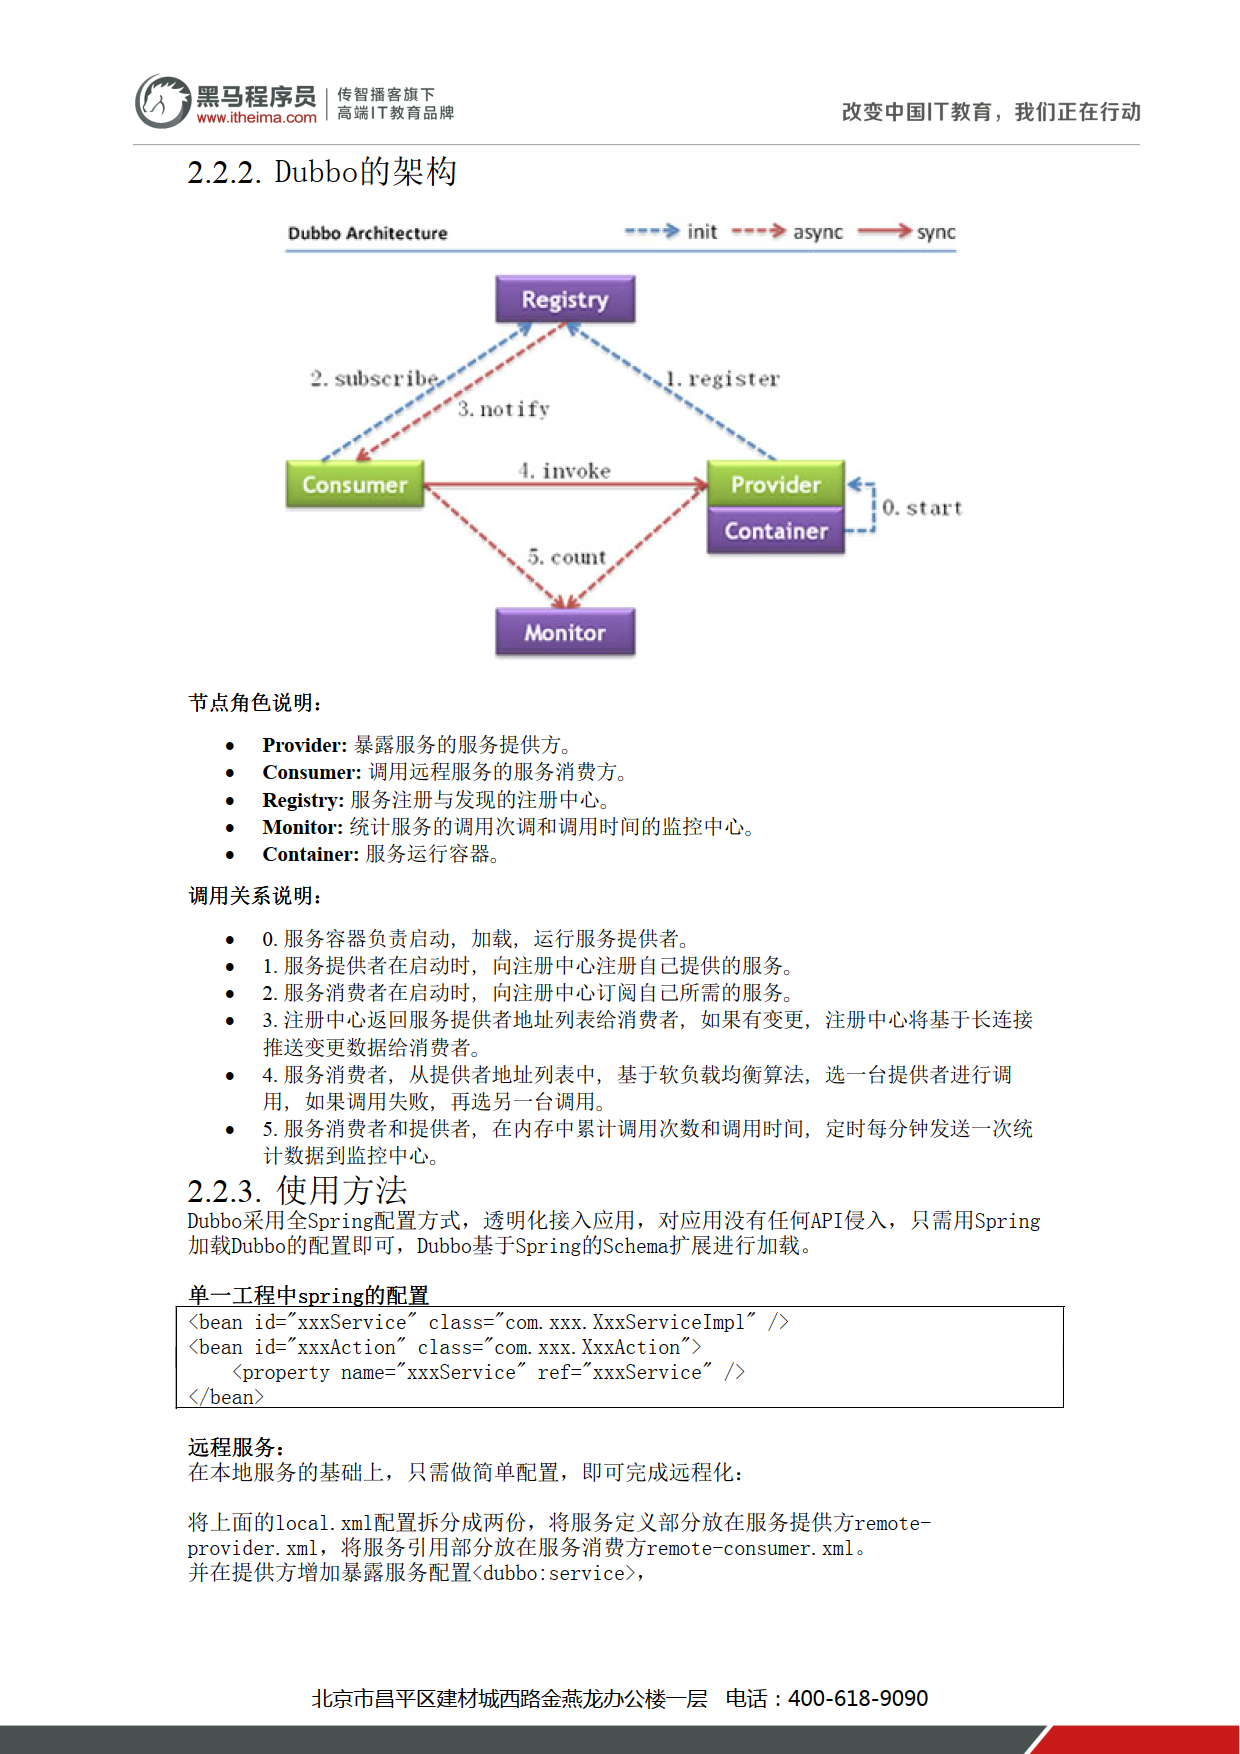 黑马程序员
www.itheima.com
传智播客旗下
高端IT教育品牌
改变中国IT教育，我们正在行动
2.2.2. Dubbo的架构
Dubbo Architecture
init async sync
Registry
2.subscribe
1.register
3.notify
4.invoke
Consumer
Provider
0.start
Container
5.count
Monitor
节点角色说明：
• Provider: 暴露服务的服务提供方。
• Consumer: 调用远程服务的服务消费方。
• Registry: 服务注册与发现的注册中心。
• Monitor: 统计服务的调用次调和调用时间的监控中心。
• Container: 服务运行容器。
调用关系说明：
• 0. 服务容器负责启动，加载，运行服务提供者。
• 1. 服务提供者在启动时，向注册中心注册自己提供的服务。
• 2. 服务消费者在启动时，向注册中心订阅自己所需的服务。
• 3. 注册中心返回服务提供者地址列表给消费者，如果有变更，注册中心将基于长连接
推送变更数据给消费者。
• 4. 服务消费者，从提供者地址列表中，基于软负载均衡算法，选一台提供者进行调
用，如果调用失败，再选另一台调用。
• 5. 服务消费者和提供者，在内存中累计调用次数和调用时间，定时每分钟发送一次统
计数据到监控中心。
2.2.3. 使用方法
Dubbo采用全Spring配置方式，透明化接入应用，对应用没有任何API侵入，只需用Spring
加载Dubbo的配置即可，Dubbo基于Spring的Schema扩展进行加载。
单一工程中spring的配置
<bean id="xxxService" class="com.xxx.XxxServiceImpl" />
<bean id="xxxAction" class="com.xxx.XxxAction">
<property name="xxxService" ref="xxxService" />
</bean>
远程服务：
在本地服务的基础上，只需做简单配置，即可完成远程化：
将上面的local.xml配置拆分成两份，将服务定义部分放在服务提供方remote-
provider.xml，将服务引用部分放在服务消费方remote-consumer.xml。
并在提供方增加暴露服务配置<dubbo:service>，
北京市昌平区建材城西路金燕龙办公楼一层 电话：400-618-9090